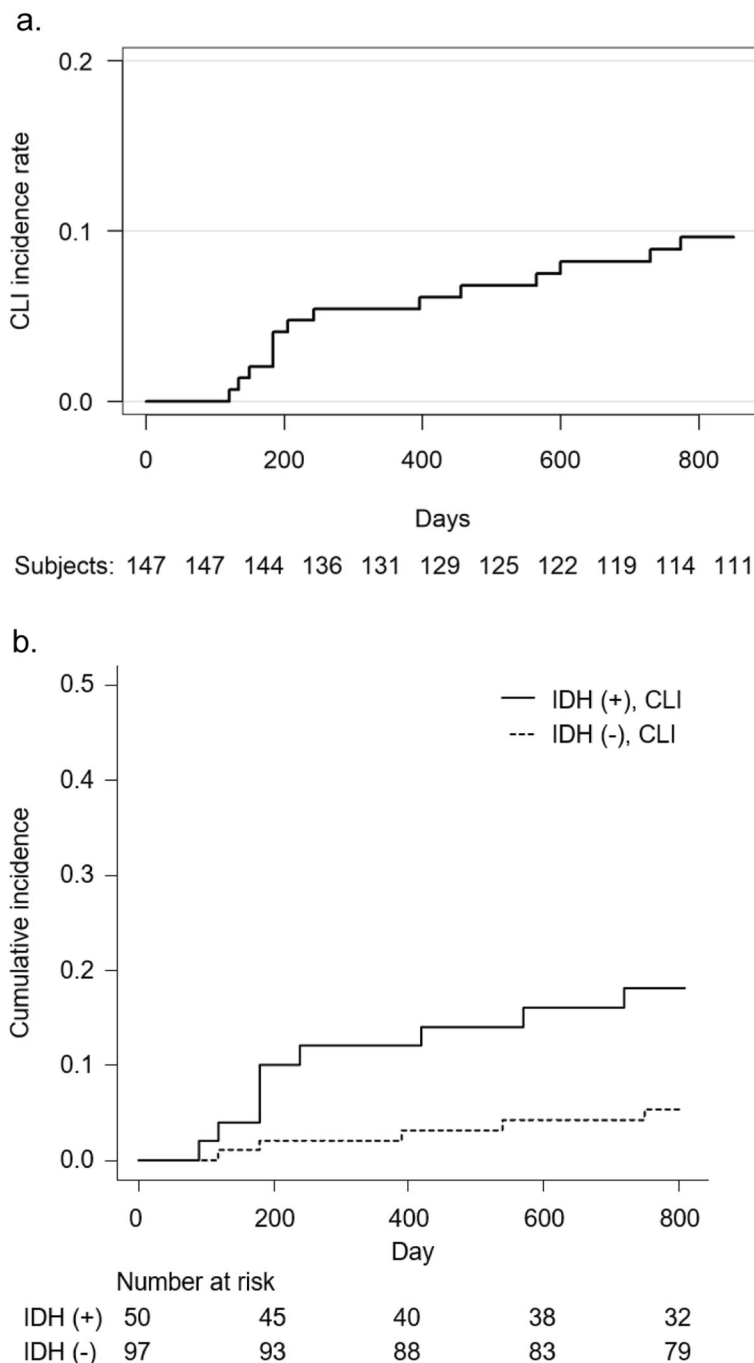 a.
0.2
0.1
0.0
CLI incidence rate
0 200 400 600 800
Days
Subjects: 147 147 144 136 131 129 125 122 119 114 111
b.
0.5
0.4
0.3
0.2
0.1
0.0
Cumulative incidence
IDH (+), CLI
IDH (-), CLI
0 200 400 600 800
Day
Number at risk
IDH (+) 50 45 40 38 32
IDH (-) 97 93 88 83 79